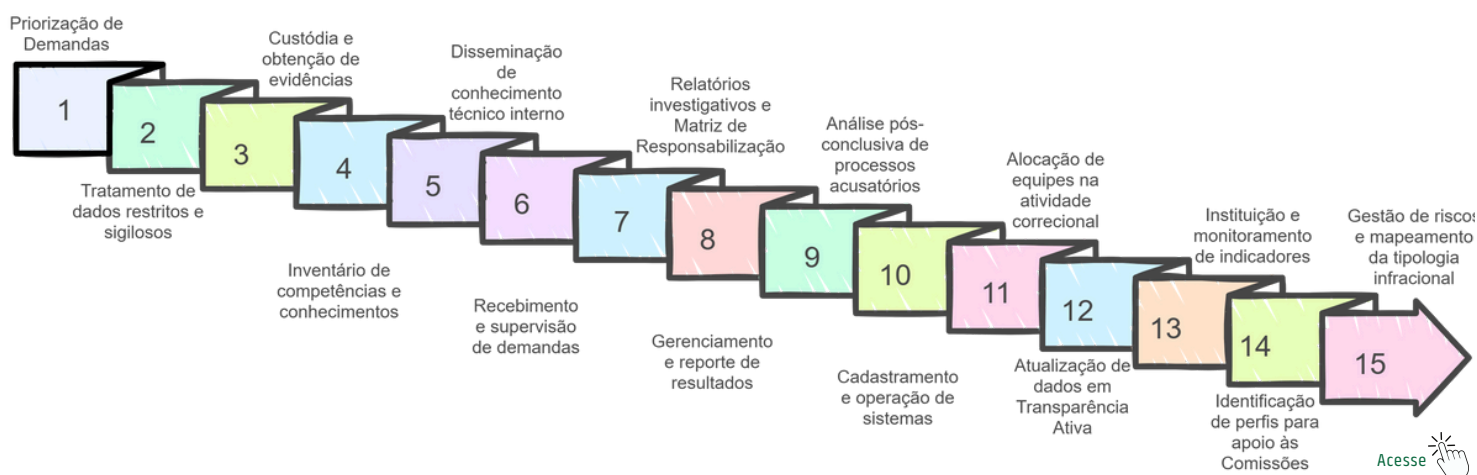 Priorização de
Demandas
1
2
Tratamento de
dados restritos e
sigilosos
Custódia e
obtenção de
evidências
3
4
Inventário de
competências e
conhecimentos
Disseminação
de
conhecimento
técnico interno
5
6
Recebimento
e supervisão
de demandas
Relatórios
investigativos e
Matriz de
Responsabilização
7
8
Gerenciamento
e reporte de
resultados
Análise pós-
conclusiva de
processos
acusatórios
9
10
Cadastramento
e operação de
sistemas
Alocação de
equipes na
atividade
correcional
11
12
Atualização de
dados em
Transparência
Ativa
Instituição e
monitoramento
de indicadores
13
14
Identificação
de perfis para
apoio às
Comissões
Gestão de riscos
e mapeamento
da tipologia
infracional
15
Acesse